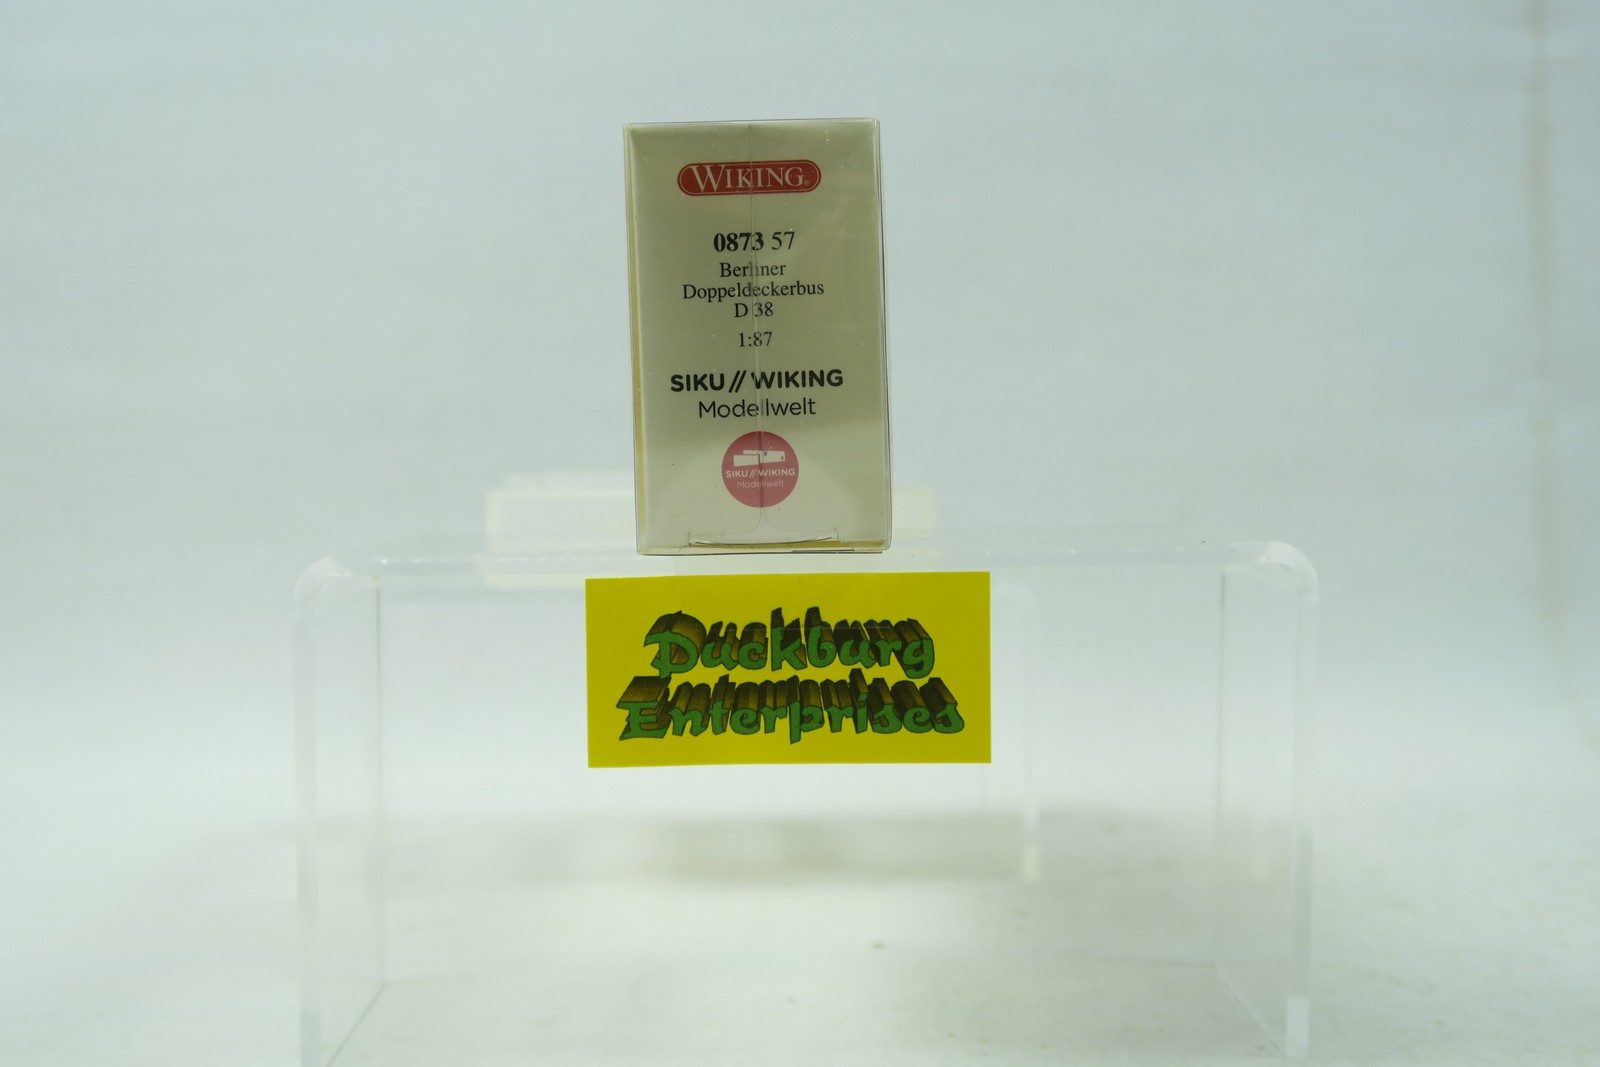 WIKING®
0873 57
Berliner
Doppeldeckerbus
D 38
1:87
SIKU // WIKING
Modellwelt
SIKU // WIKING
Modellwelt
Duckburg
Enterprises